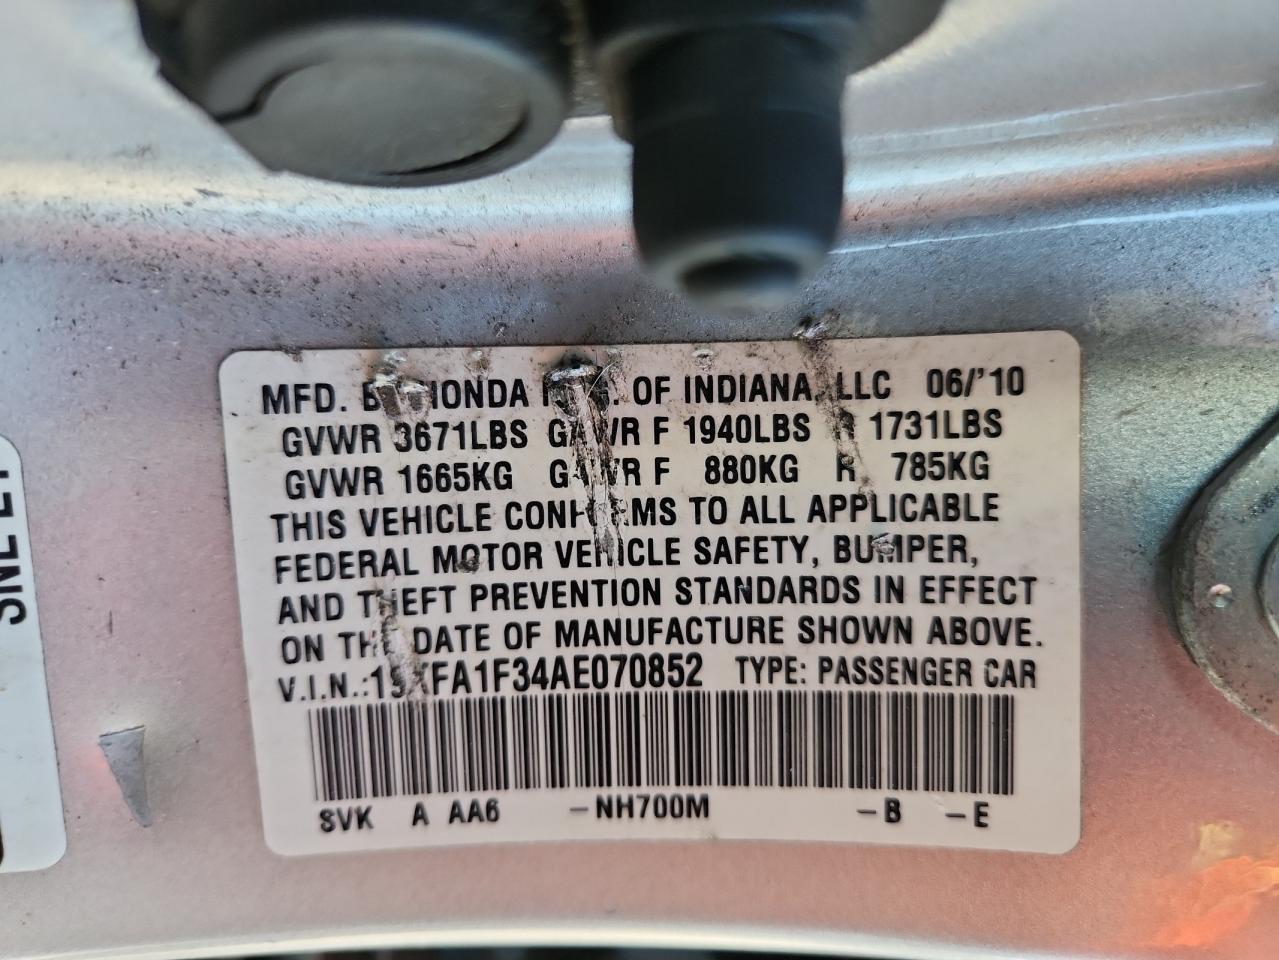 MFD. BY HONDA MFG. OF INDIANA, LLC 06/'10
GVWR 3671LBS GAWR F 1940LBS R 1731LBS
GVWR 1665KG GAWR F 880KG R 785KG
THIS VEHICLE CONFORMS TO ALL APPLICABLE
FEDERAL MOTOR VEHICLE SAFETY, BUMPER,
AND THEFT PREVENTION STANDARDS IN EFFECT
ON THE DATE OF MANUFACTURE SHOWN ABOVE.
V.I.N.:19XFA1F34AE070852 TYPE: PASSENGER CAR
SVK A AA6 -NH700M -B -E